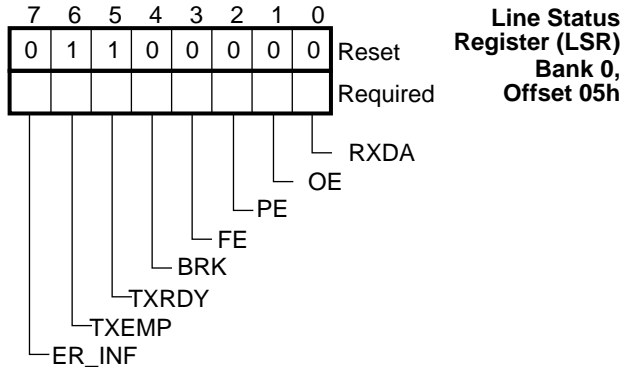 7 6 5 4 3 2 1 0
0 1 1 0 0 0 0 0 Reset
Required
Line Status
Register (LSR)
Bank 0,
Offset 05h
RXDA
OE
PE
FE
BRK
TXRDY
TXEMP
ER_INF